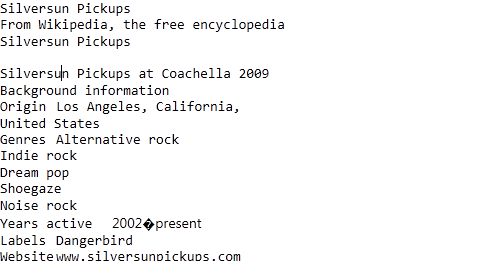 Silversun Pickups
From Wikipedia, the free encyclopedia
Silversun Pickups
Silversun Pickups at Coachella 2009
Background information
Origin Los Angeles, California,
United States
Genres Alternative rock
Indie rock
Dream pop
Shoegaze
Noise rock
Years active 2002�present
Labels Dangerbird
Website www.silversunpickups.com